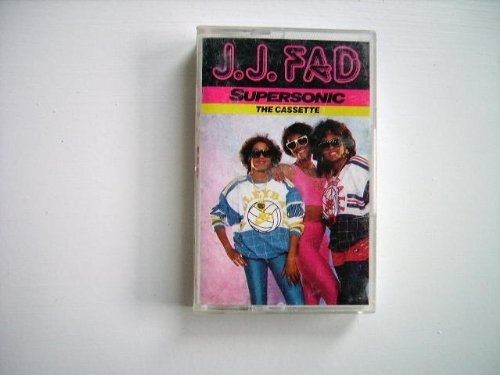 J.J. FAD
SUPERSONIC
THE CASSETTE